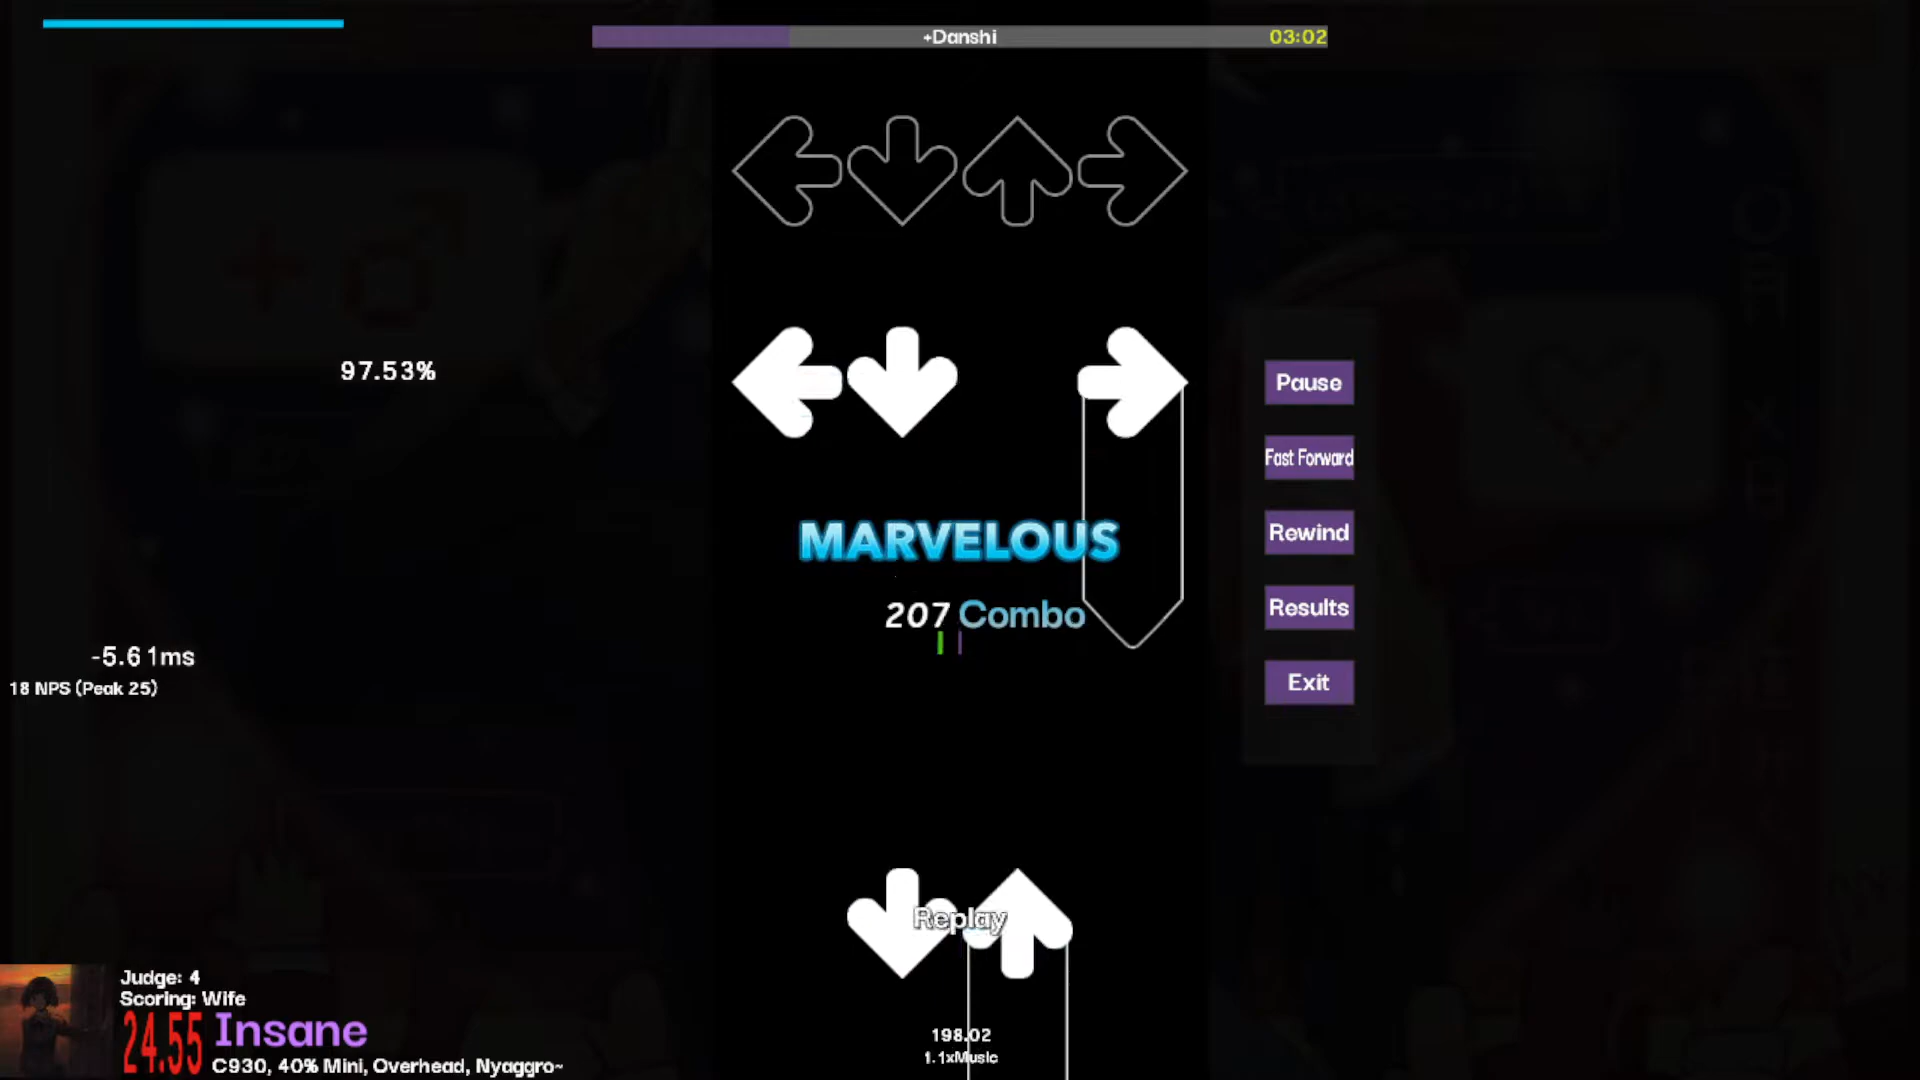 +Danshi
03:02
97.53%
Pause
Fast Forward
MARVELOUS
Rewind
207 Combo
Results
-5.61ms
18 NPS (Peak 25)
Exit
Replay
Judge: 4
Scoring: Wife
24.55 Insane
C930, 40% Mini, Overhead, Nyaggro~
198.02
1.1xMusic